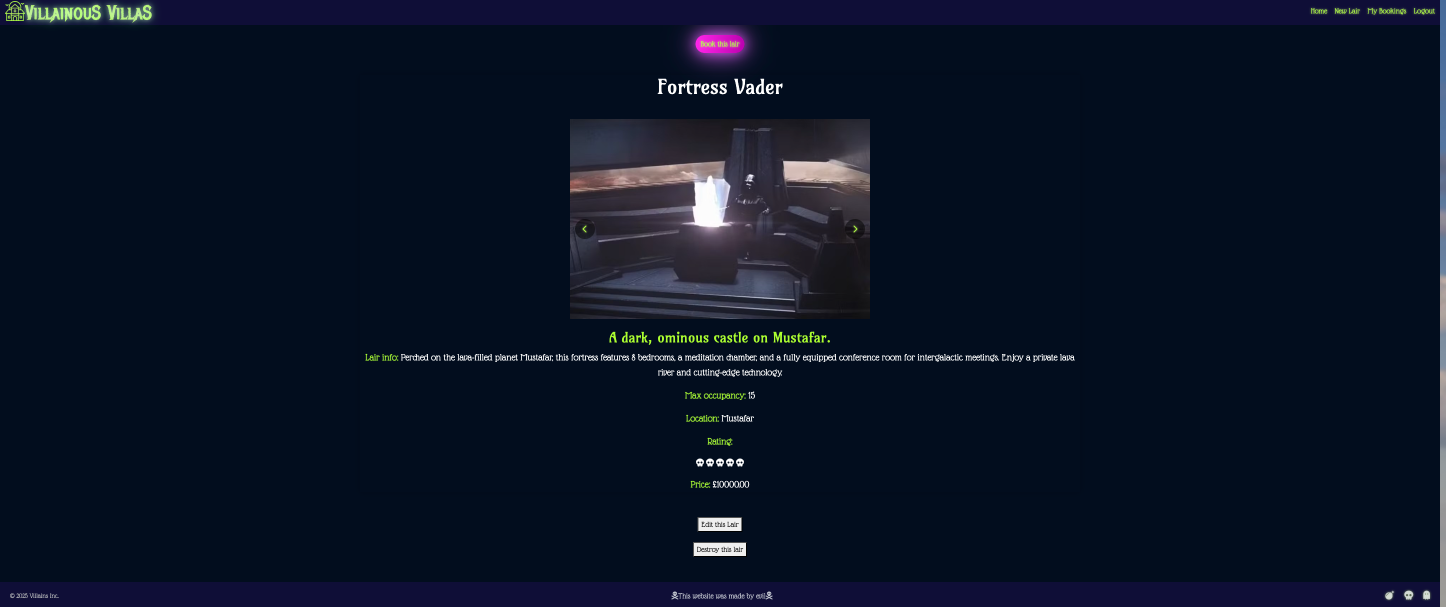 VILLAINOUS VILLAS
Home New Lair My Bookings Logout
Book this lair
Fortress Vader
A dark, ominous castle on Mustafar.
Lair info: Perched on the lava-filled planet Mustafar, this fortress features 8 bedrooms, a meditation chamber, and a fully equipped conference room for intergalactic meetings. Enjoy a private lava
river and cutting-edge technology.
Max occupancy: 15
Location: Mustafar
Rating:
Price: £10000.00
Edit this Lair
Destroy this lair
© 2025 Villains Inc. ☠This website was made by evil☠